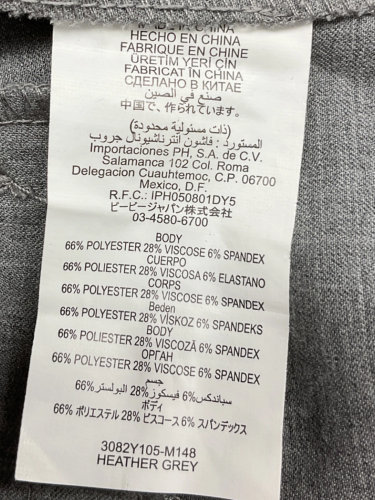 HECHO EN CHINA
FABRIQUE EN CHINE
ÜRETİM YERİ ÇİN
FABRICAT ÎN CHINA
СДЕЛАНО В КИТАЕ
صنع في الصين
中国で、作られています。
(ذات مسئولية محدودة)
المستورد: فاشون أنترناشيونال جروب
Importaciones PH, S.A. de C.V.
Salamanca 102 Col. Roma
Delegacion Cuauhtemoc, C.P. 06700
Mexico, D.F.
R.F.C.: IPH050801DY5
ビービージャパン株式会社
03-4580-6700
BODY
66% POLYESTER 28% VISCOSE 6% SPANDEX
CUERPO
66% POLYESTER 28% VISCOSA 6% ELASTANO
CORPS
66% POLYESTER 28% VISCOSE 6% SPANDEX
Beden
66% POLYESTER 28% VİSKOZ 6% SPANDEKS
BODY
66% POLIESTER 28% VISCOZĂ 6% SPANDEX
ОРГАН
66% POLYESTER 28% VISCOSE 6% SPANDEX
جسم
66% سباندكس 6% فيسكوز 28% البولستر
ボディ
66% ポリエステル 28% ビスコース 6% スパンデックス
3082Y105-M148
HEATHER GREY